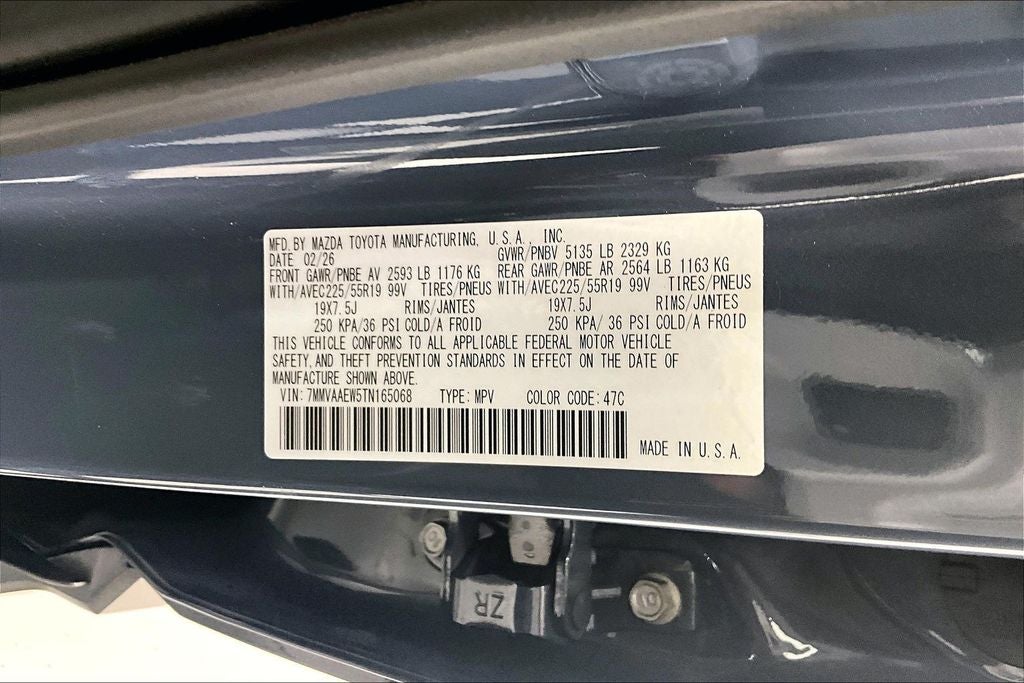 MFD. BY MAZDA TOYOTA MANUFACTURING, U.S.A., INC.
DATE 02/26 GVWR/PNBV 5135 LB 2329 KG
FRONT GAWR/PNBE AV 2593 LB 1176 KG REAR GAWR/PNBE AR 2564 LB 1163 KG
WITH/AVEC225/55R19 99V TIRES/PNEUS WITH/AVEC225/55R19 99V TIRES/PNEUS
19X7.5J RIMS/JANTES 19X7.5J RIMS/JANTES
250 KPA/36 PSI COLD/A FROID 250 KPA/36 PSI COLD/A FROID
THIS VEHICLE CONFORMS TO ALL APPLICABLE FEDERAL MOTOR VEHICLE
SAFETY, AND THEFT PREVENTION STANDARDS IN EFFECT ON THE DATE OF
MANUFACTURE SHOWN ABOVE.
VIN: 7MMVAAEW5TN165068 TYPE: MPV COLOR CODE: 47C
MADE IN U.S.A.
ZR